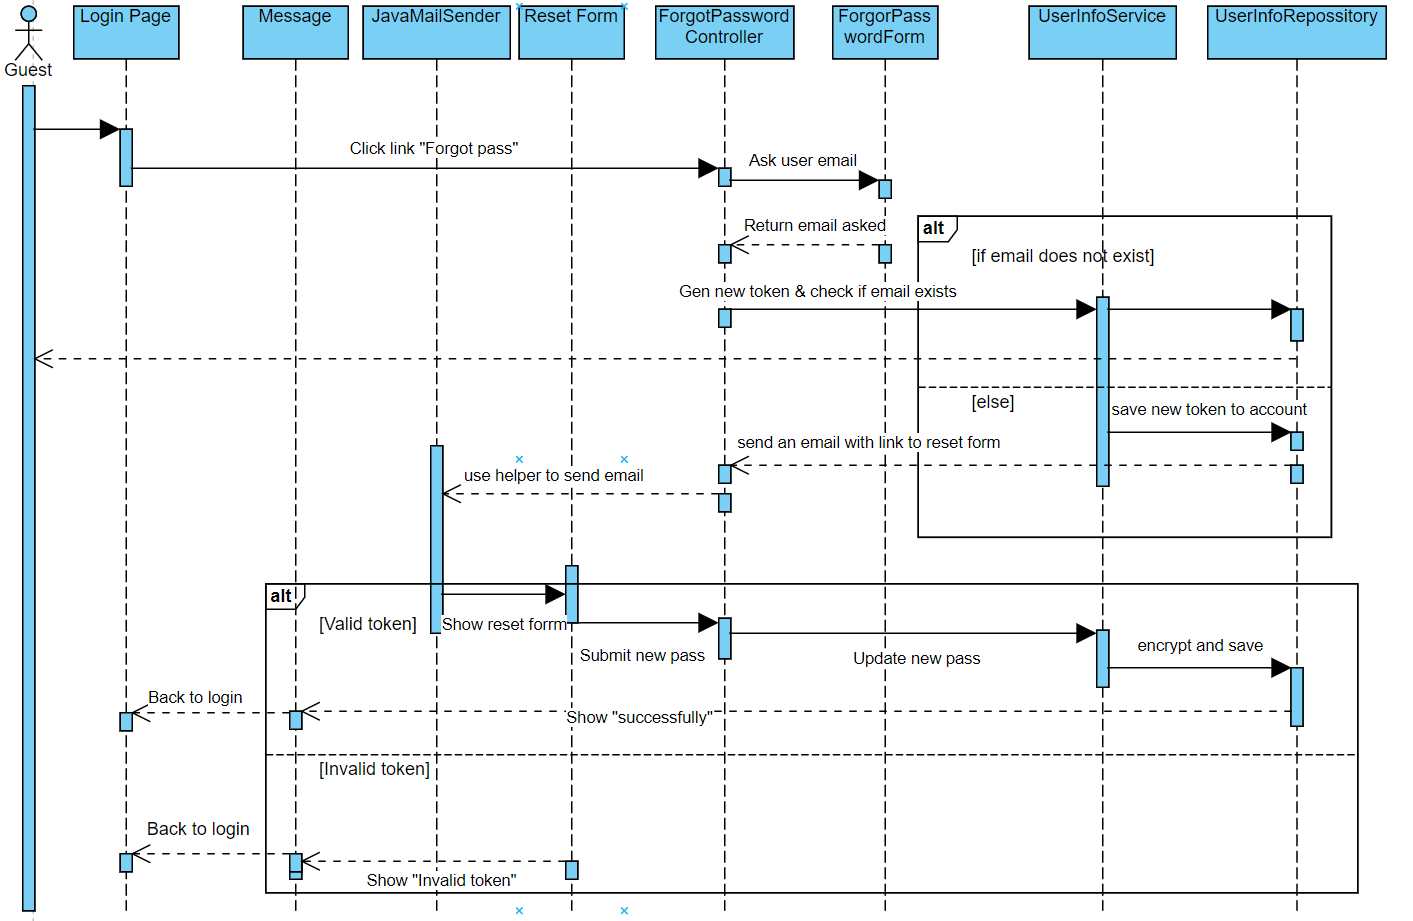 Guest
Login Page
Message
JavaMailSender
Reset Form
ForgotPassword
Controller
ForgorPass
wordForm
UserInfoService
UserInfoRepossitory
Click link "Forgot pass"
Ask user email
Return email asked
alt
[if email does not exist]
Gen new token & check if email exists
[else]
save new token to account
send an email with link to reset form
use helper to send email
alt
[Valid token]
Show reset forrm
Submit new pass
Update new pass
encrypt and save
Back to login
Show "successfully"
[Invalid token]
Back to login
Show "Invalid token"